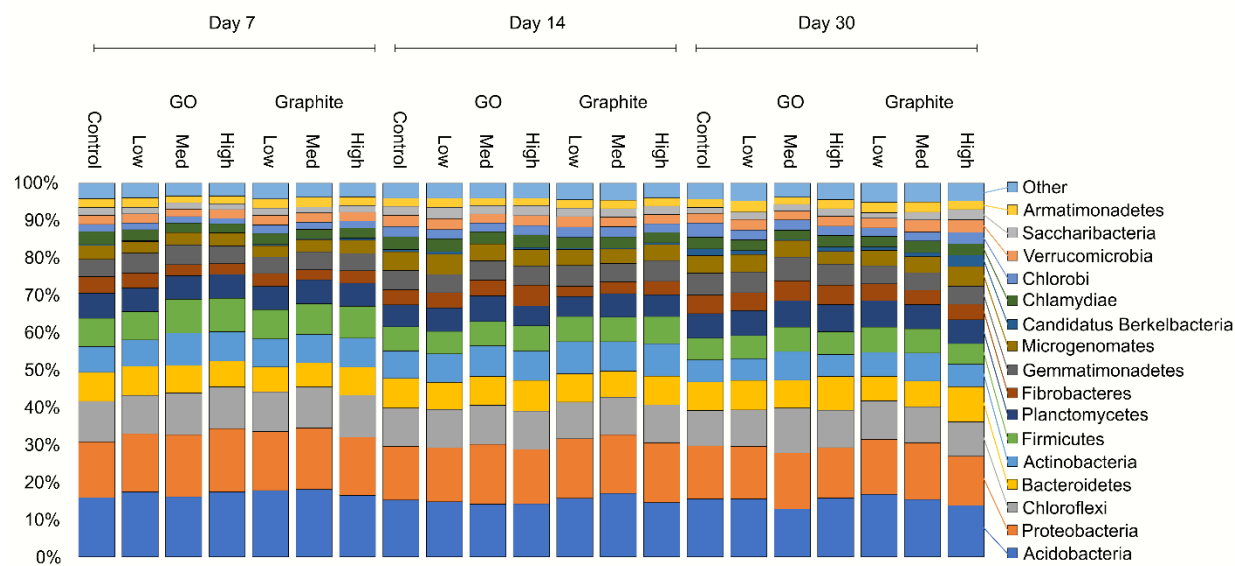 Day 7 Day 14 Day 30
GO Graphite GO Graphite GO Graphite
Control Low Med High Low Med High Control Low Med High Low Med High Control Low Med High Low Med High
100%
90%
80%
70%
60%
50%
40%
30%
20%
10%
0%
Other
Armatimonadetes
Saccharibacteria
Verrucomicrobia
Chlorobi
Chlamydiae
Candidatus Berkelbacteria
Microgenomates
Gemmatimonadetes
Fibrobacteres
Planctomycetes
Firmicutes
Actinobacteria
Bacteroidetes
Chloroflexi
Proteobacteria
Acidobacteria